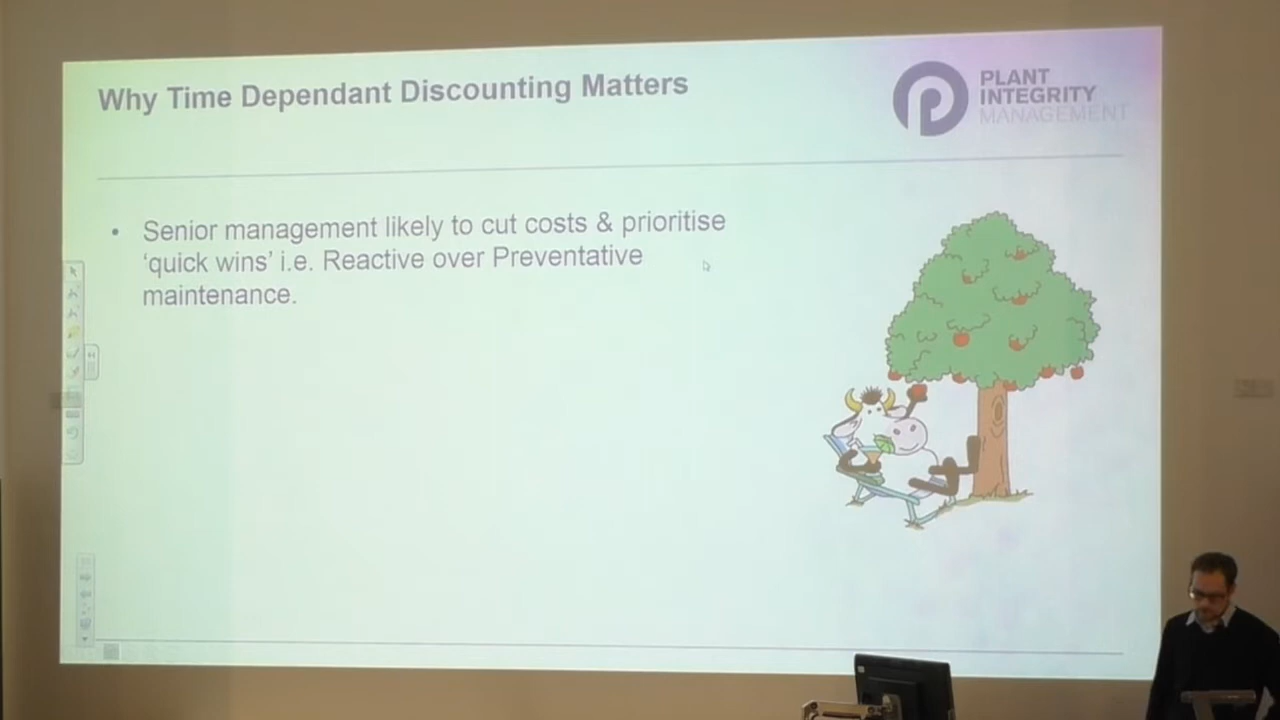 Why Time Dependant Discounting Matters
PLANT
INTEGRITY
MANAGEMENT
• Senior management likely to cut costs & prioritise
‘quick wins’ i.e. Reactive over Preventative
maintenance.